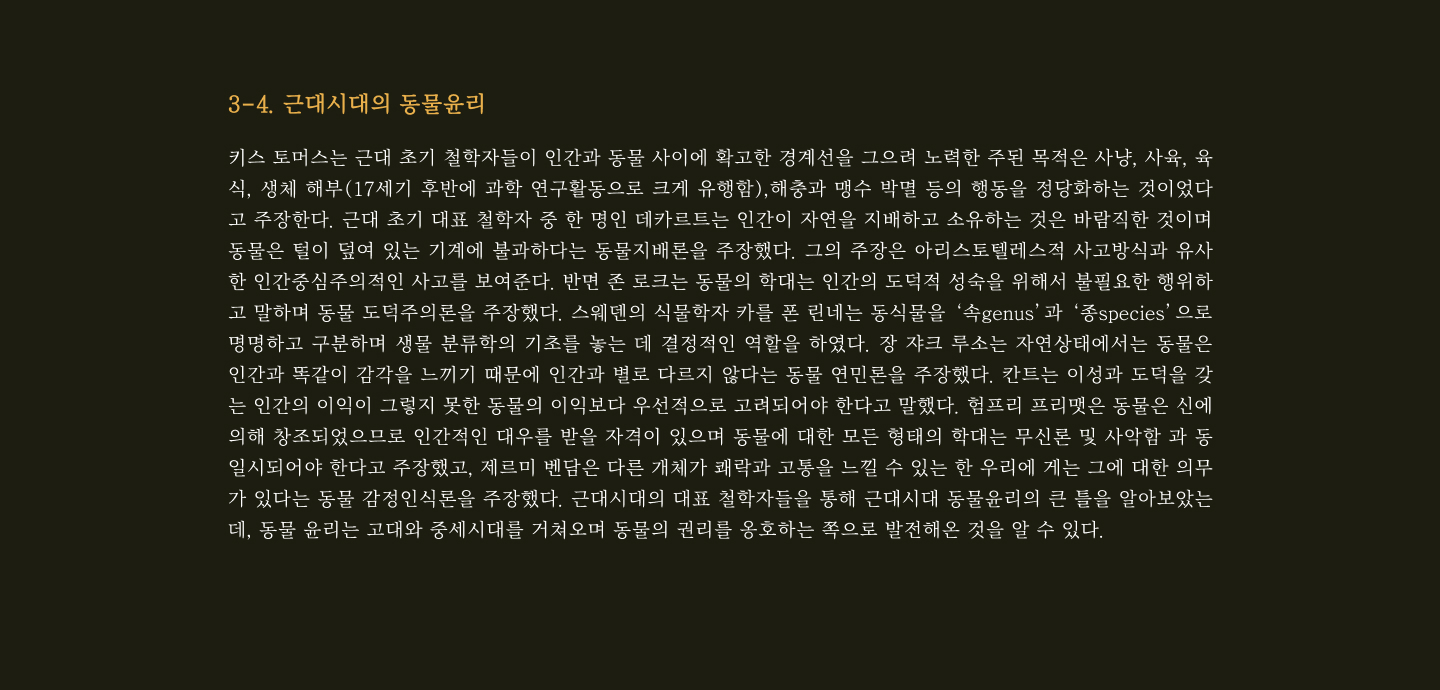 3-4. 근대시대의 동물윤리
키스 토머스는 근대 초기 철학자들이 인간과 동물 사이에 확고한 경계선을 그으려 노력한 주된 목적은 사냥, 사육, 육
식, 생체 해부(17세기 후반에 과학 연구활동으로 크게 유행함),해충과 맹수 박멸 등의 행동을 정당화하는 것이었다
고 주장한다. 근대 초기 대표 철학자 중 한 명인 데카르트는 인간이 자연을 지배하고 소유하는 것은 바람직한 것이며
동물은 털이 덮여 있는 기계에 불과하다는 동물지배론을 주장했다. 그의 주장은 아리스토텔레스적 사고방식과 유사
한 인간중심주의적인 사고를 보여준다. 반면 존 로크는 동물의 학대는 인간의 도덕적 성숙을 위해서 불필요한 행위하
고 말하며 동물 도덕주의론을 주장했다. 스웨덴의 식물학자 카를 폰 린네는 동식물을 ‘속genus’과 ‘종species’으로
명명하고 구분하며 생물 분류학의 기초를 놓는 데 결정적인 역할을 하였다. 장 쟈크 루소는 자연상태에서는 동물은
인간과 똑같이 감각을 느끼기 때문에 인간과 별로 다르지 않다는 동물 연민론을 주장했다. 칸트는 이성과 도덕을 갖
는 인간의 이익이 그렇지 못한 동물의 이익보다 우선적으로 고려되어야 한다고 말했다. 험프리 프리맷은 동물은 신에
의해 창조되었으므로 인간적인 대우를 받을 자격이 있으며 동물에 대한 모든 형태의 학대는 무신론 및 사악함 과 동
일시되어야 한다고 주장했고, 제르미 벤담은 다른 개체가 쾌락과 고통을 느낄 수 있는 한 우리에 게는 그에 대한 의무
가 있다는 동물 감정인식론을 주장했다. 근대시대의 대표 철학자들을 통해 근대시대 동물윤리의 큰 틀을 알아보았는
데, 동물 윤리는 고대와 중세시대를 거쳐오며 동물의 권리를 옹호하는 쪽으로 발전해온 것을 알 수 있다.